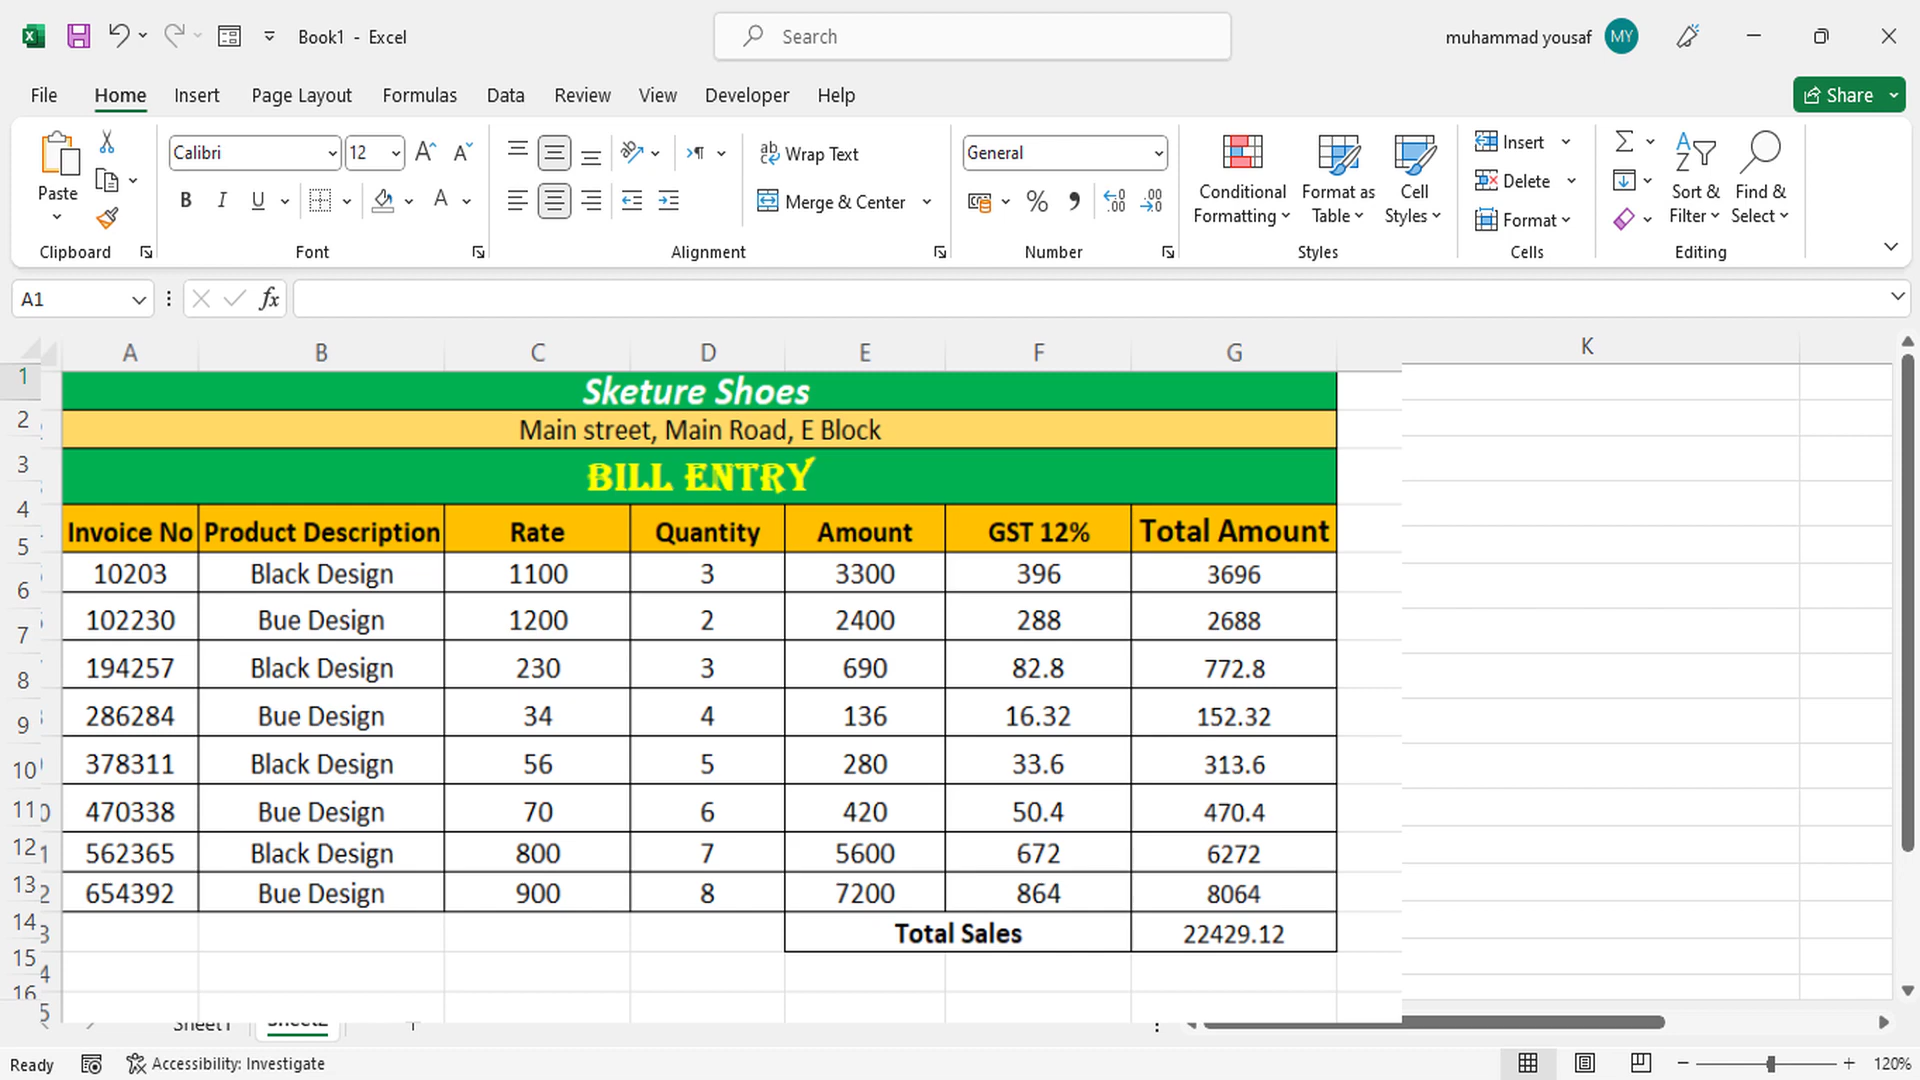 Book1 - Excel
Search
muhammad yousaf MY
File Home Insert Page Layout Formulas Data Review View Developer Help Share
Paste
Clipboard
Calibri 12
B I U A
Font
Wrap Text
Merge & Center
Alignment
General
Number
Conditional Formatting
Format as Table
Cell Styles
Styles
Insert
Delete
Format
Cells
Sort & Filter
Find & Select
Editing
A1 fx
A B C D E F G K
1 Sketure Shoes
2 Main street, Main Road, E Block
3 BILL ENTRY
4
5 Invoice No Product Description Rate Quantity Amount GST 12% Total Amount
6 10203 Black Design 1100 3 3300 396 3696
7 102230 Bue Design 1200 2 2400 288 2688
8 194257 Black Design 230 3 690 82.8 772.8
9 286284 Bue Design 34 4 136 16.32 152.32
10 378311 Black Design 56 5 280 33.6 313.6
11 470338 Bue Design 70 6 420 50.4 470.4
12 562365 Black Design 800 7 5600 672 6272
13 654392 Bue Design 900 8 7200 864 8064
14 Total Sales 22429.12
15
16
Sheet1 Sheet2
Ready Accessibility: Investigate 120%